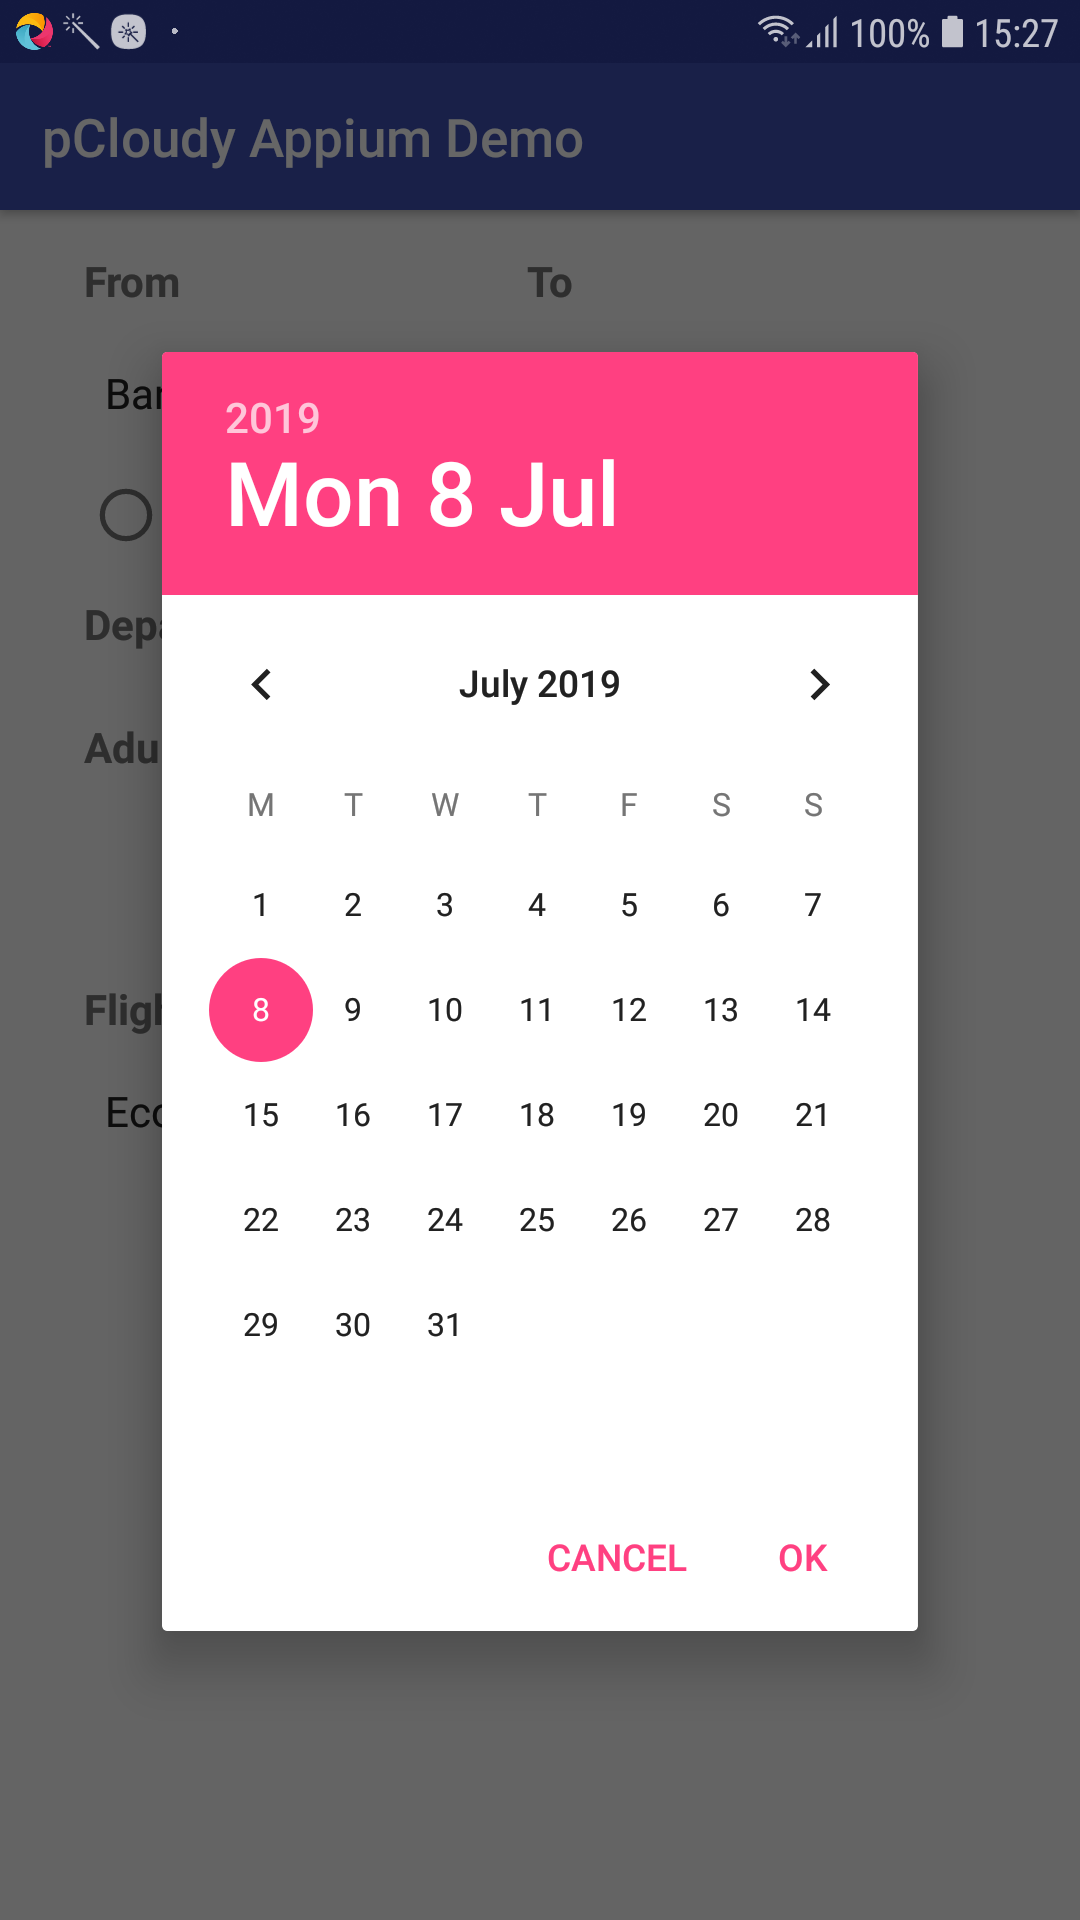 100% 15:27
pCloudy Appium Demo
From To
2019
Mon 8 Jul
July 2019
M T W T F S S
1 2 3 4 5 6 7
8 9 10 11 12 13 14
15 16 17 18 19 20 21
22 23 24 25 26 27 28
29 30 31
CANCEL OK